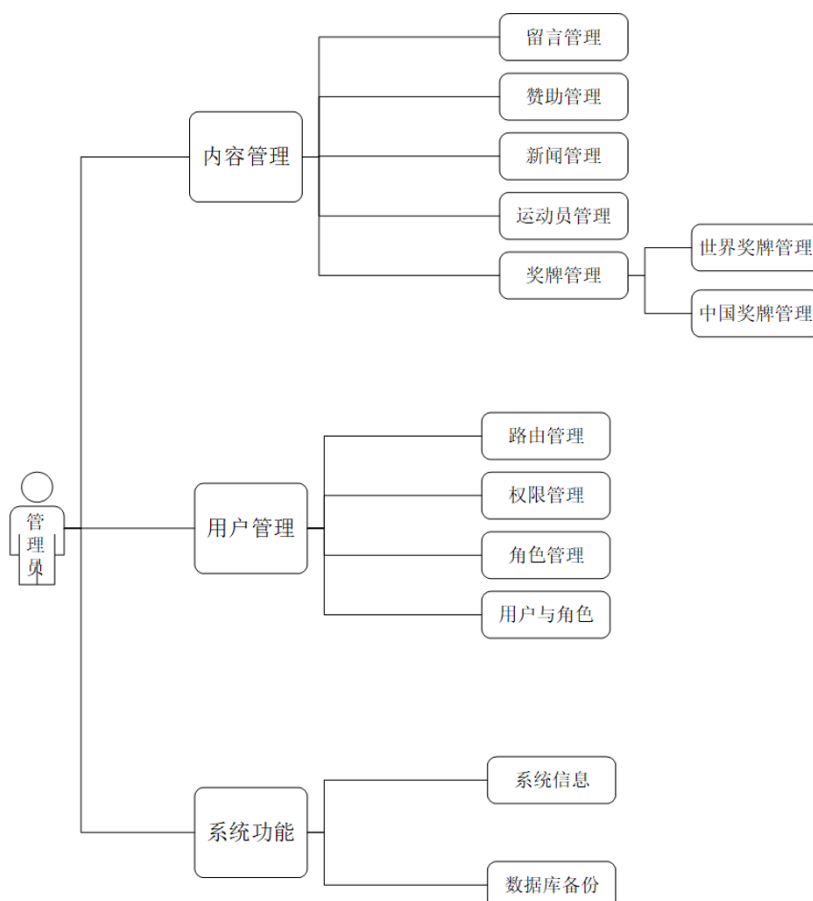 留言管理
赞助管理
内容管理
新闻管理
运动员管理
奖牌管理
世界奖牌管理
中国奖牌管理
管
理
员
用户管理
路由管理
权限管理
角色管理
用户与角色
系统功能
系统信息
数据库备份